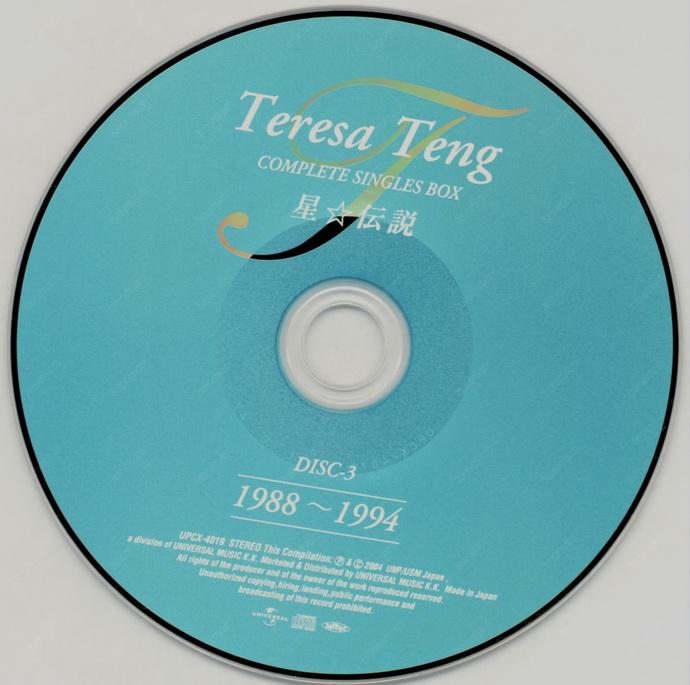 Teresa Teng
COMPLETE SINGLES BOX
星☆伝説
DISC-3
1988～1994
UPCX-4019 STEREO This Compilation: Ⓟ & Ⓒ 2004 UMP/USM Japan,
a division of UNIVERSAL MUSIC K.K. Marketed & Distributed by UNIVERSAL MUSIC K.K. Made in Japan
All rights of the producer and of the owner of the work reproduced reserved.
Unauthorized copying,hiring,lending,public performance and
broadcasting of this record prohibited.
UNIVERSAL